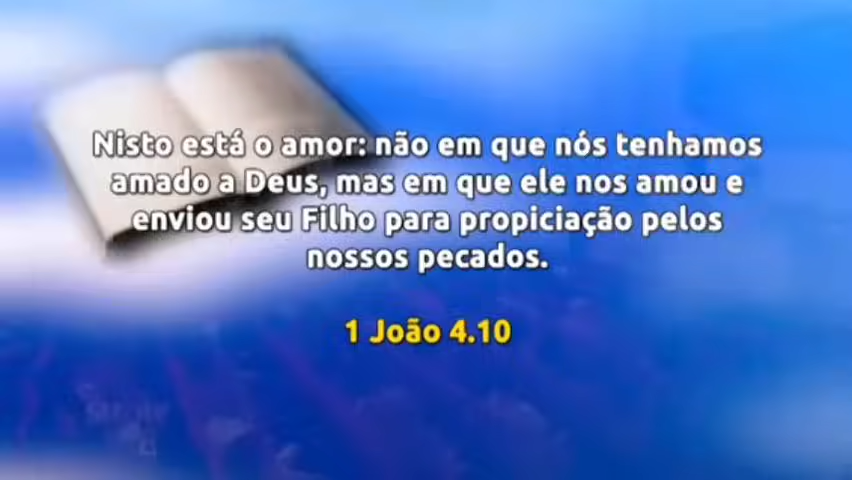 Nisto está o amor: não em que nós tenhamos
amado a Deus, mas em que ele nos amou e
enviou seu Filho para propiciação pelos
nossos pecados.
1 João 4.10